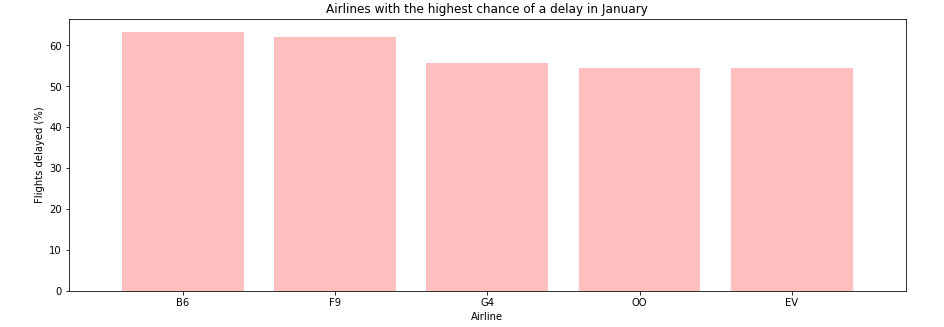 Airlines with the highest chance of a delay in January
Flights delayed (%)
60
50
40
30
20
10
0
B6 F9 G4 OO EV
Airline